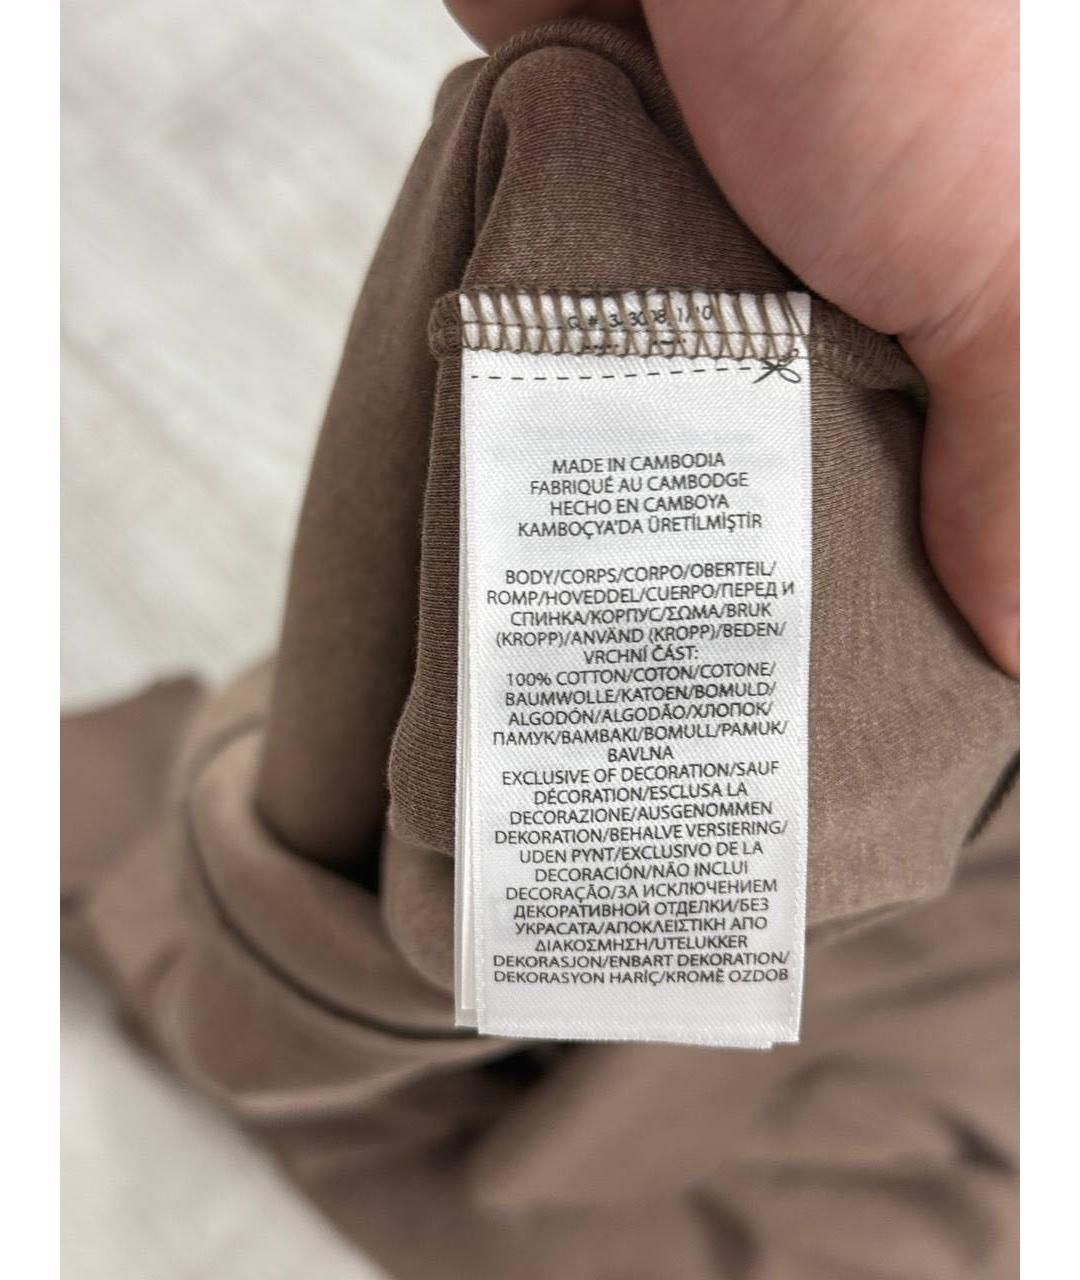 MADE IN CAMBODIA
FABRIQUÉ AU CAMBODGE
HECHO EN CAMBOYA
KAMBOÇYA'DA ÜRETİLMİŞTİR
BODY/CORPS/CORPO/OBERTEIL/
ROMP/HOVEDDEL/CUERPO/ПЕРЕД И
СПИНКА/КОРПУС/ΣΩΜΑ/BRUK
(KROPP)/ANVÄND (KROPP)/BEDEN/
VRCHNÍ ČÁST:
100% COTTON/COTON/COTONE/
BAUMWOLLE/KATOEN/BOMULD/
ALGODÓN/ALGODÃO/ХЛОПОК/
ПАМУК/ΒΑΜΒΑΚΙ/BOMULL/PAMUK/
BAVLNA
EXCLUSIVE OF DECORATION/SAUF
DÉCORATION/ESCLUSA LA
DECORAZIONE/AUSGENOMMEN
DEKORATION/BEHALVE VERSIERING/
UDEN PYNT/EXCLUSIVO DE LA
DECORACIÓN/NÃO INCLUI
DECORAÇÃO/ЗА ИСКЛЮЧЕНИЕМ
ДЕКОРАТИВНОЙ ОТДЕЛКИ/БЕЗ
УКРАСАТА/ΑΠΟΚΛΕΙΣΤΙΚΗ ΑΠΟ
ΔΙΑΚΟΣΜΗΣΗ/UTELUKKER
DEKORASJON/ENBART DEKORATION/
DEKORASYON HARİÇ/KROMĚ OZDOB